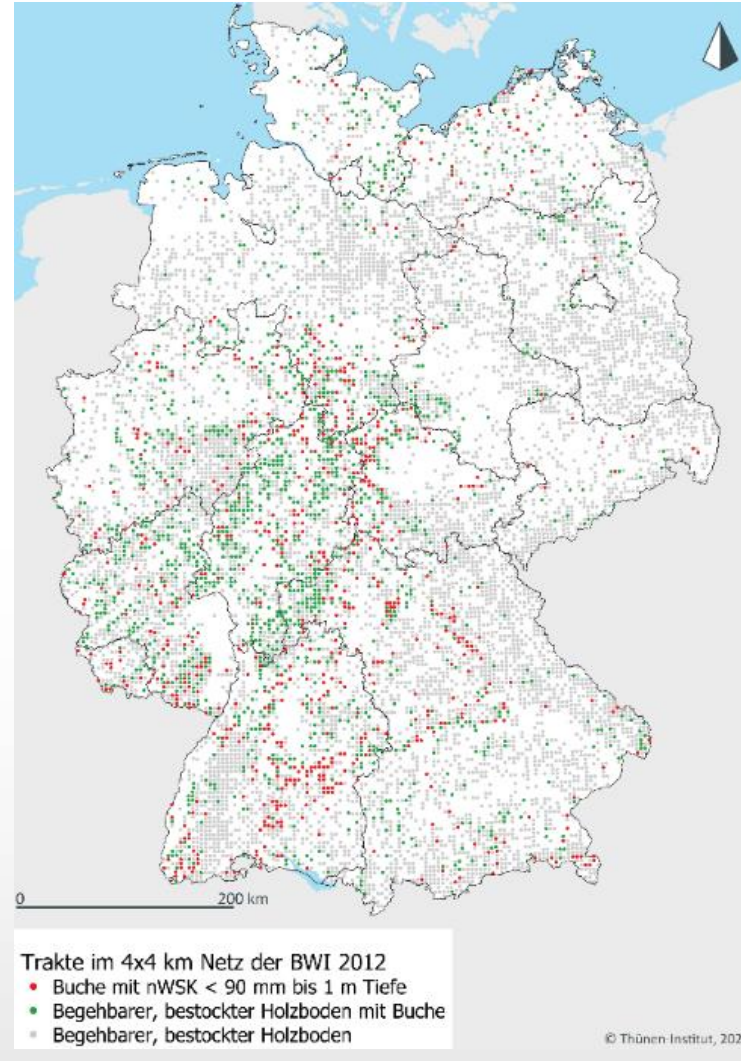 0 200 km
Trakte im 4x4 km Netz der BWI 2012
Buche mit nWSK < 90 mm bis 1 m Tiefe
Begehbarer, bestockter Holzboden mit Buche
Begehbarer, bestockter Holzboden
© Thünen-Institut, 202